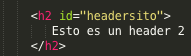 <h2 id="headersito">
Esto es un header 2
</h2>